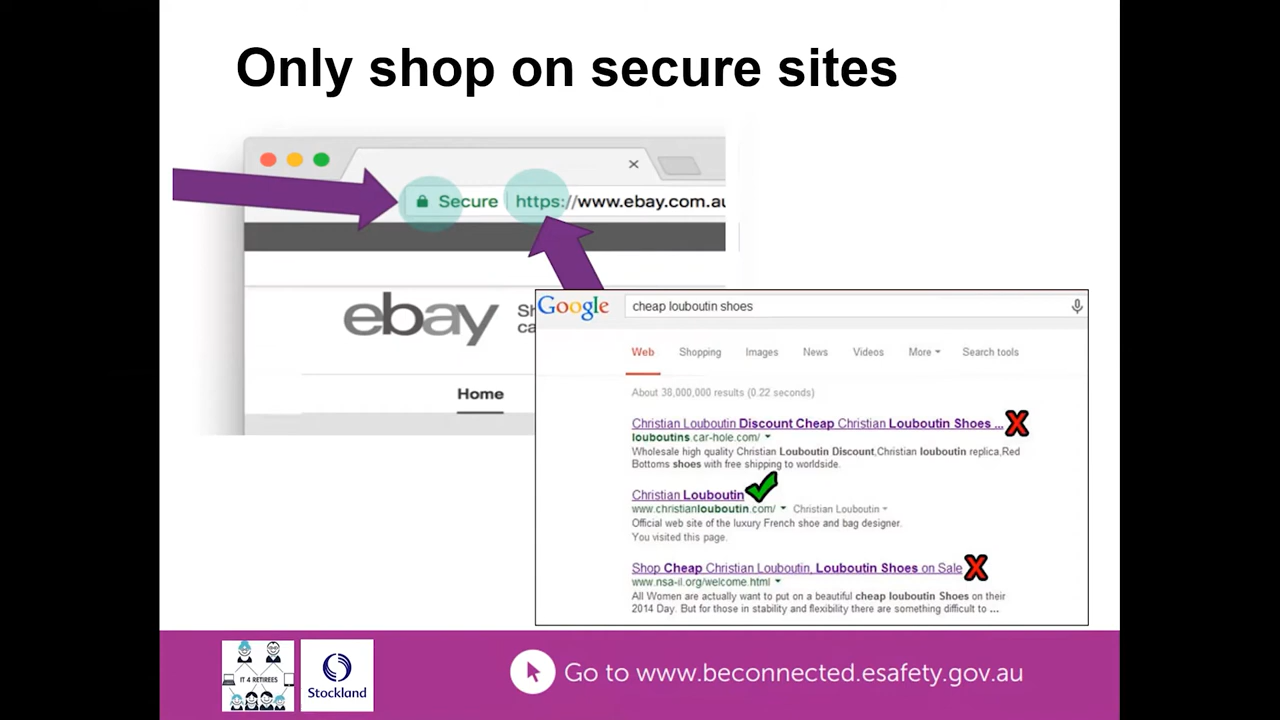 Only shop on secure sites
Secure
https://www.ebay.com.au
ebay
Home
Google
cheap louboutin shoes
Web
Shopping
Images
News
Videos
More
Search tools
About 38,000,000 results (0.22 seconds)
Christian Louboutin Discount Cheap Christian Louboutin Shoes ...
louboutins.car-hole.com/
Wholesale high quality Christian Louboutin Discount,Christian louboutin replica,Red
Bottoms shoes with free shipping to worldside.
Christian Louboutin
www.christianlouboutin.com/ Christian Louboutin
Official web site of the luxury French shoe and bag designer.
You visited this page.
Shop Cheap Christian Louboutin, Louboutin Shoes on Sale
www.nsa-il.org/welcome.html
All Women are actually want to put on a beautiful cheap louboutin Shoes on their
2014 Day. But for those in stability and flexibility there are something difficult to ...
IT 4 RETIREES
Stockland
Go to www.beconnected.esafety.gov.au